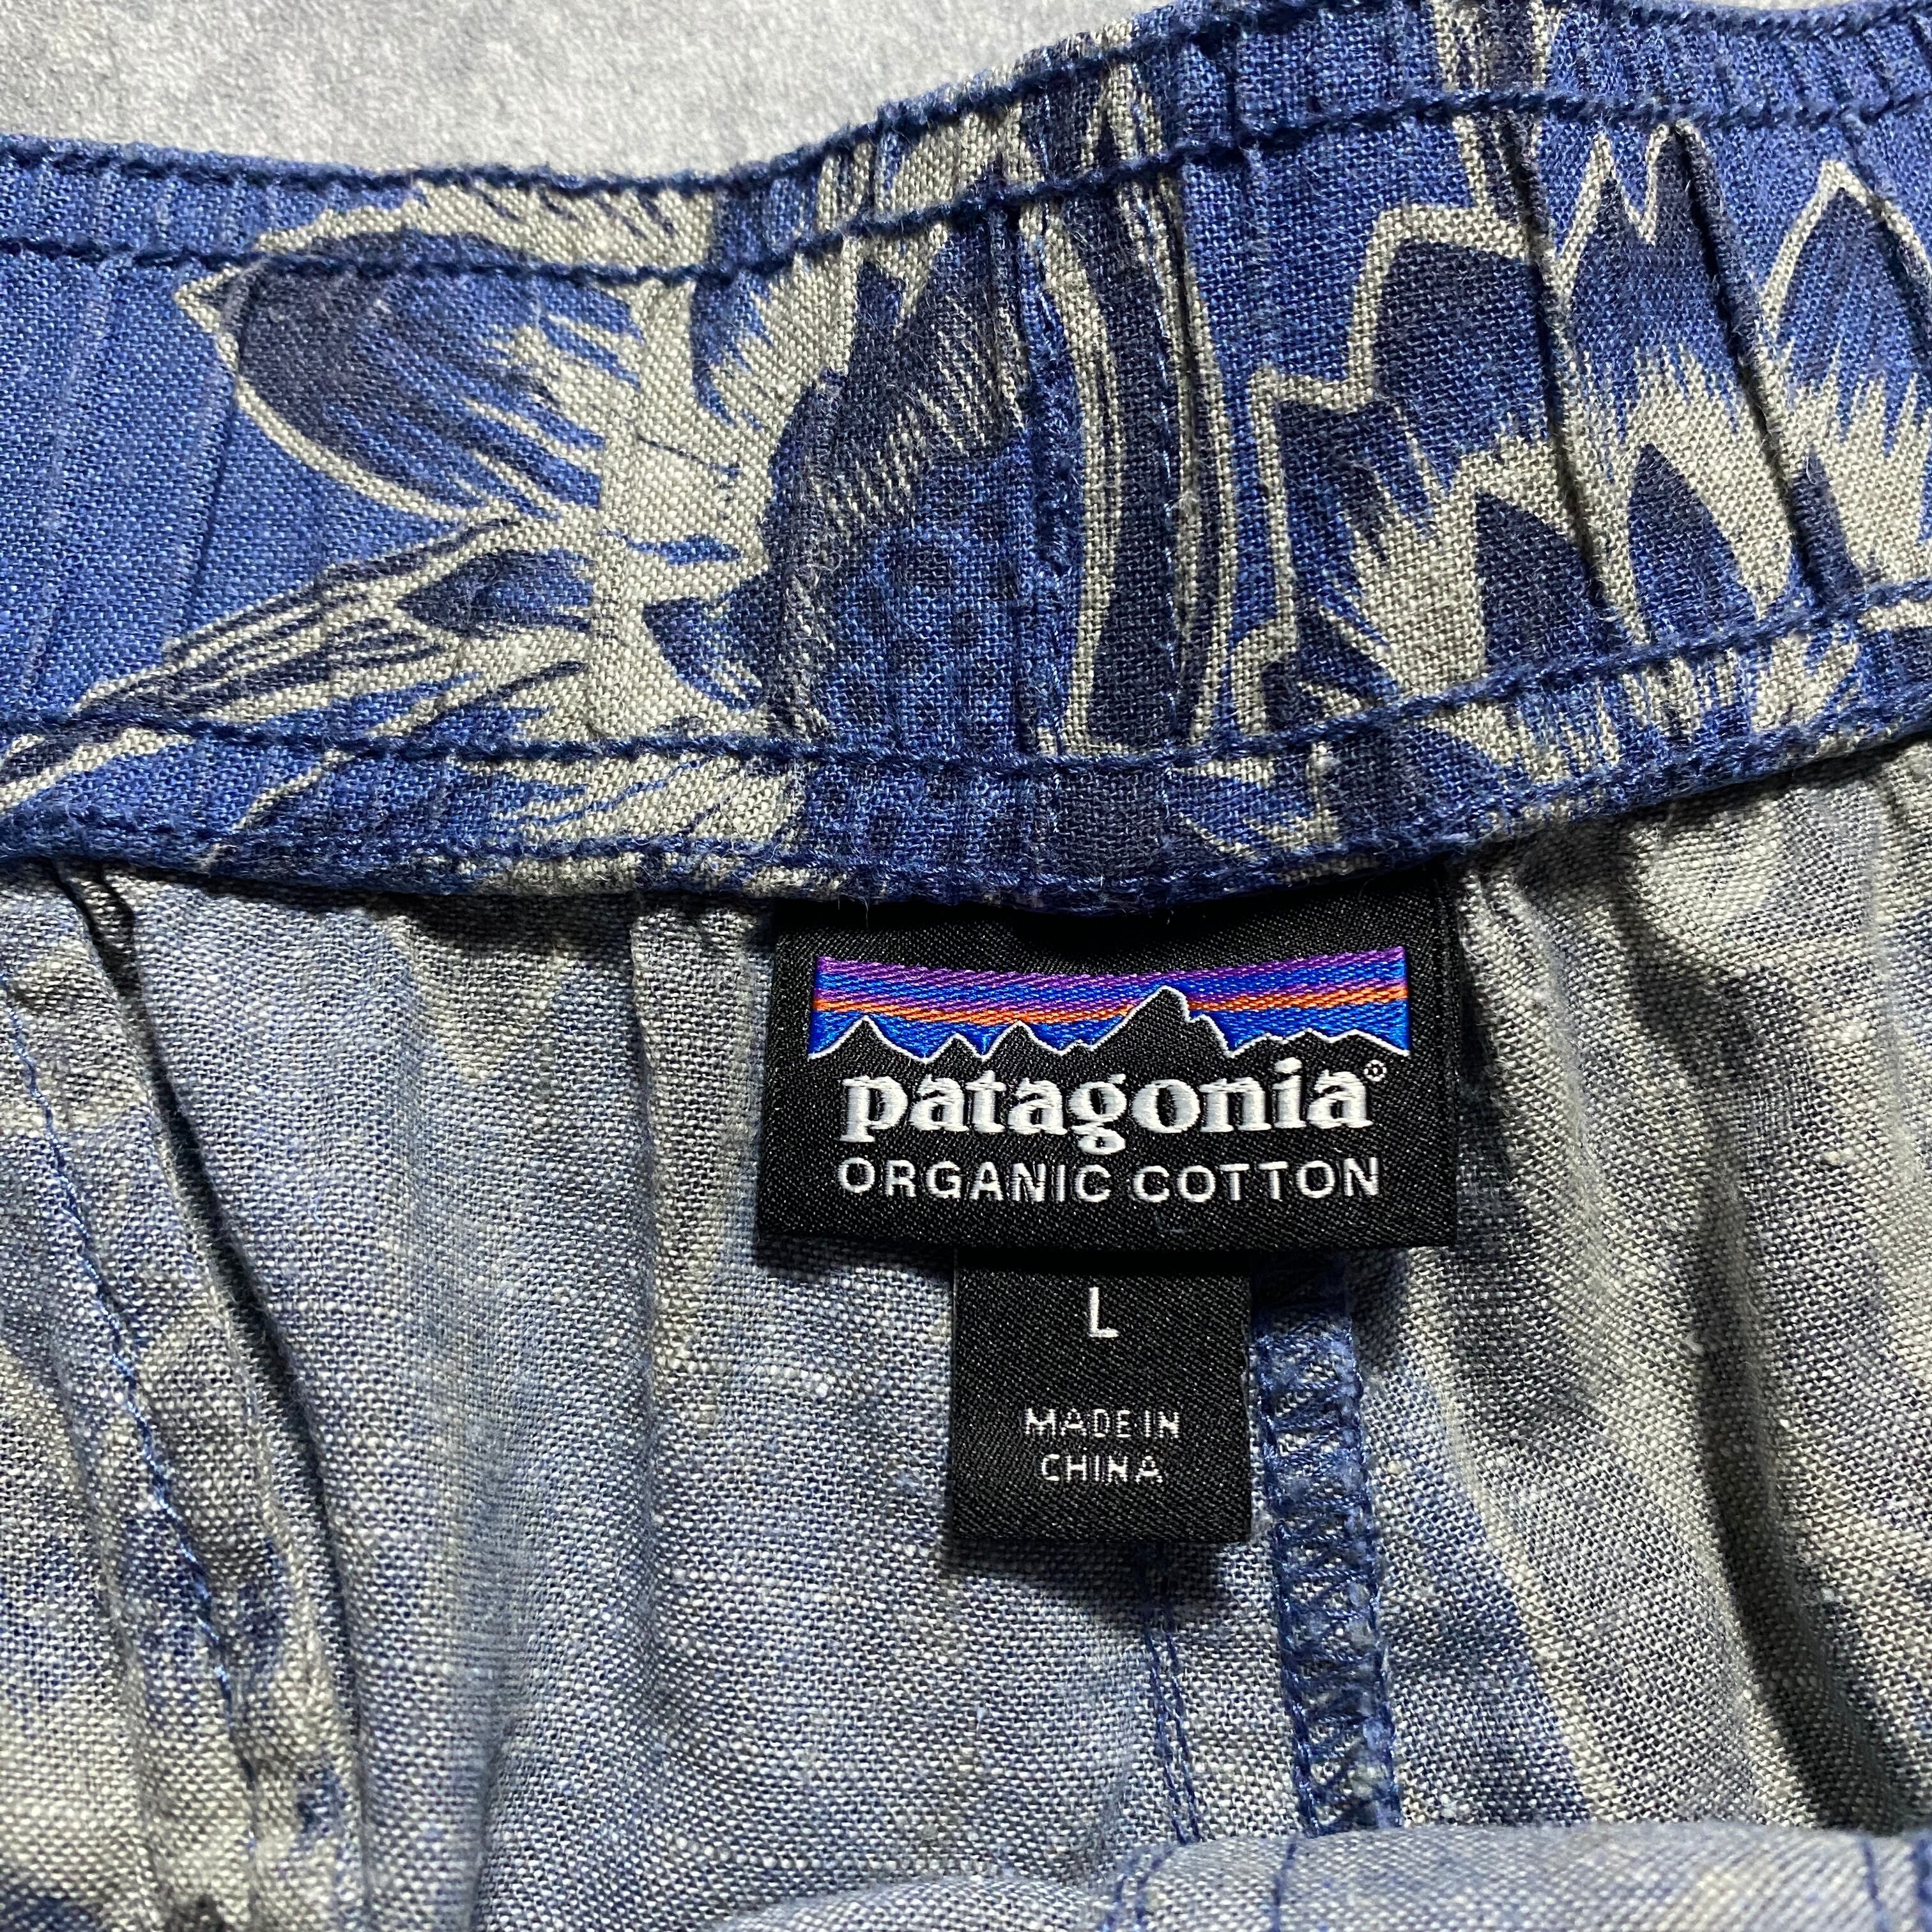 patagonia®
ORGANIC COTTON
L
MADE IN
CHINA